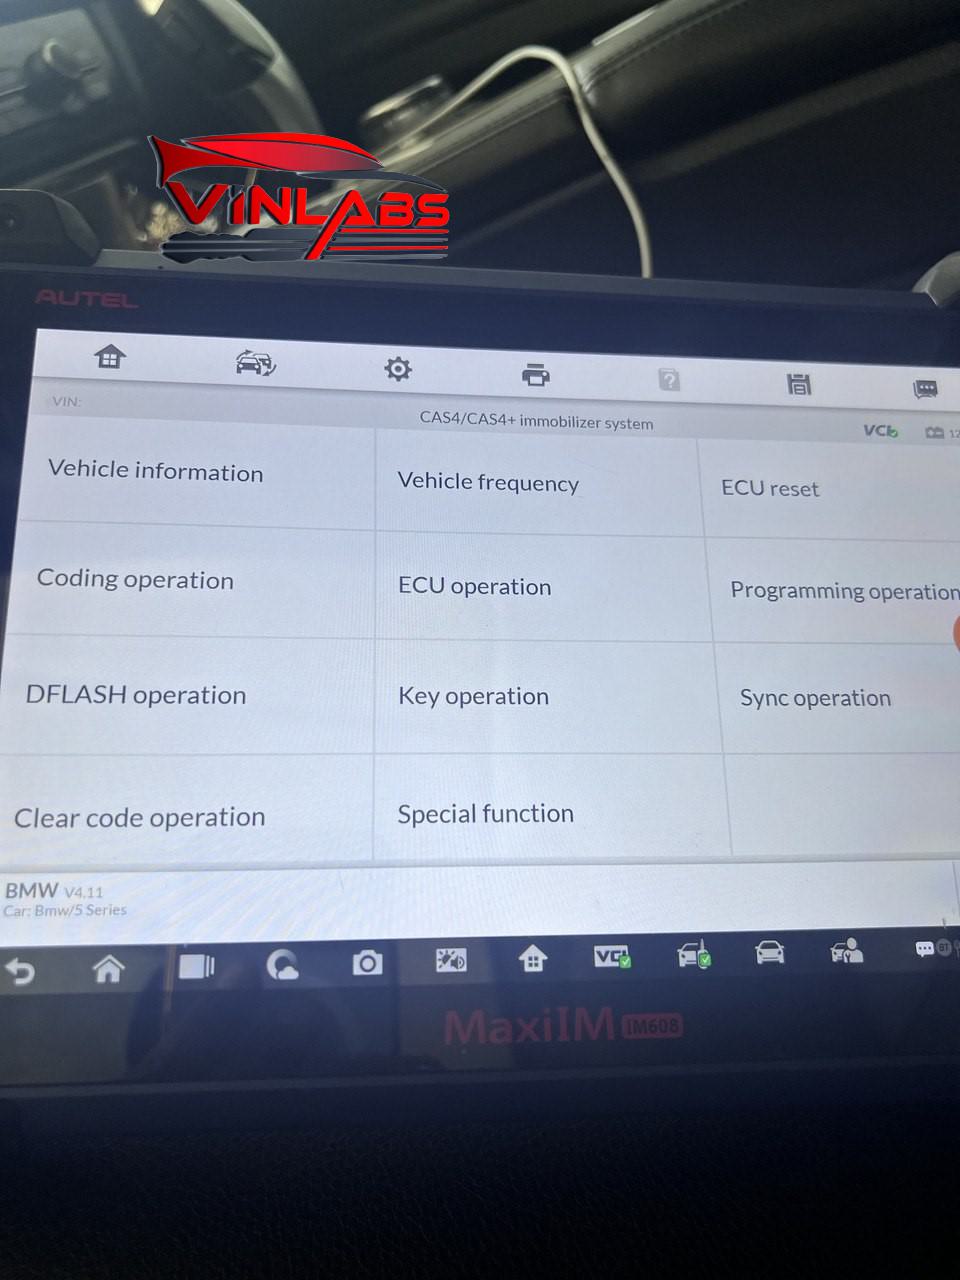 VINLABS
AUTEL
VIN:
CAS4/CAS4+ immobilizer system
VCI
12
Vehicle information
Vehicle frequency
ECU reset
Coding operation
ECU operation
Programming operation
DFLASH operation
Key operation
Sync operation
Clear code operation
Special function
BMW V4.11
Car: Bmw/5 Series
VCI
BT
MaxiIM IM608